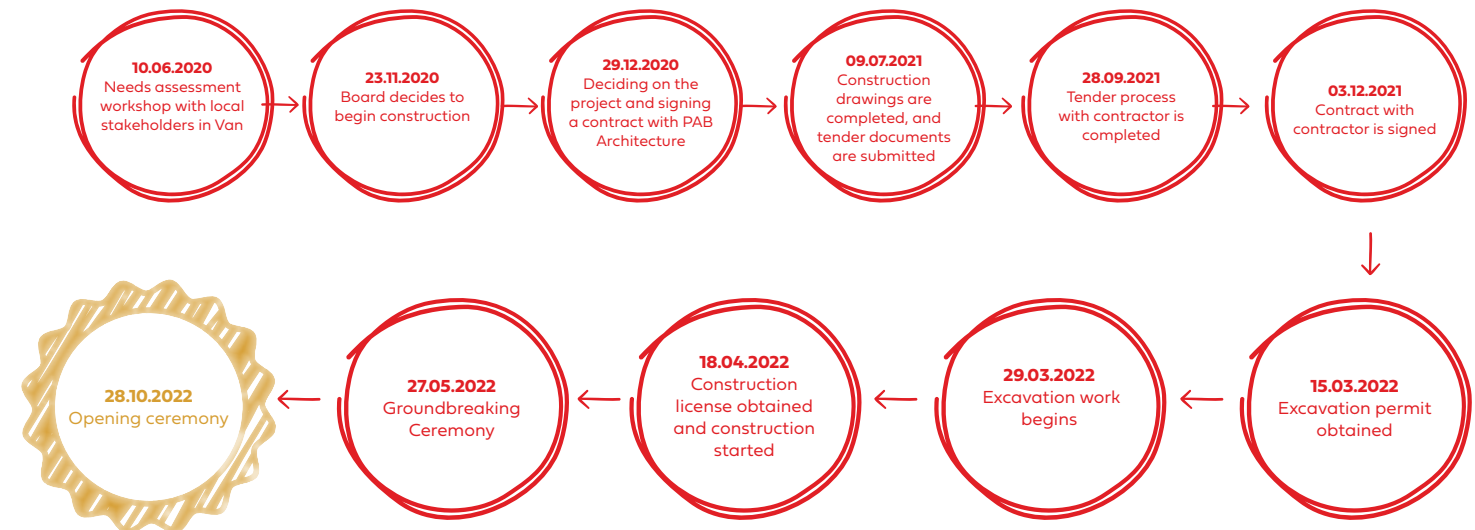 10.06.2020
Needs assessment
workshop with local
stakeholders in Van
23.11.2020
Board decides to
begin construction
29.12.2020
Deciding on the
project and signing
a contract with PAB
Architecture
09.07.2021
Construction
drawings are
completed, and
tender documents
are submitted
28.09.2021
Tender process
with contractor is
completed
03.12.2021
Contract with
contractor is signed
15.03.2022
Excavation permit
obtained
29.03.2022
Excavation work
begins
18.04.2022
Construction
license obtained
and construction
started
27.05.2022
Groundbreaking
Ceremony
28.10.2022
Opening ceremony